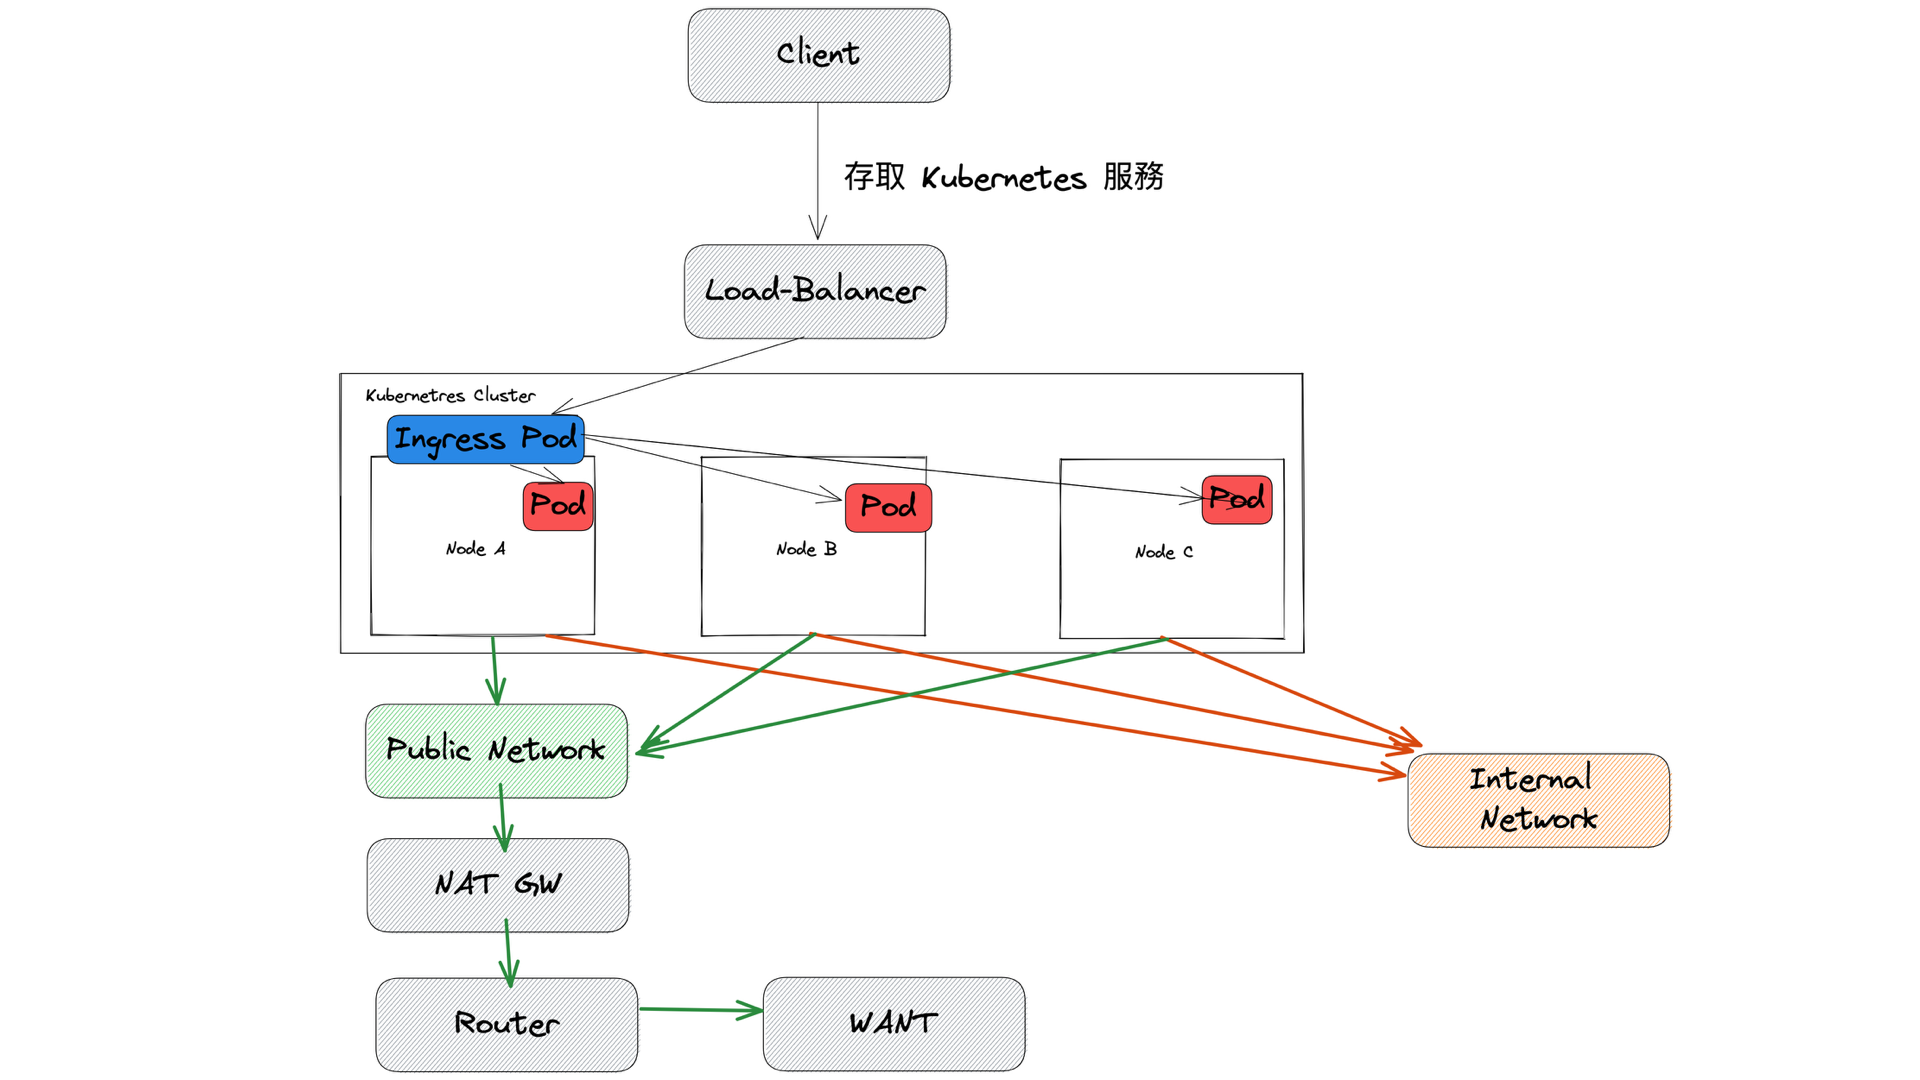 Client
存取 Kubernetes 服務
Load-Balancer
Kubernetres Cluster
Ingress Pod
Pod
Pod
Pod
Node A
Node B
Node C
Public Network
Internal
Network
NAT GW
Router
WANT